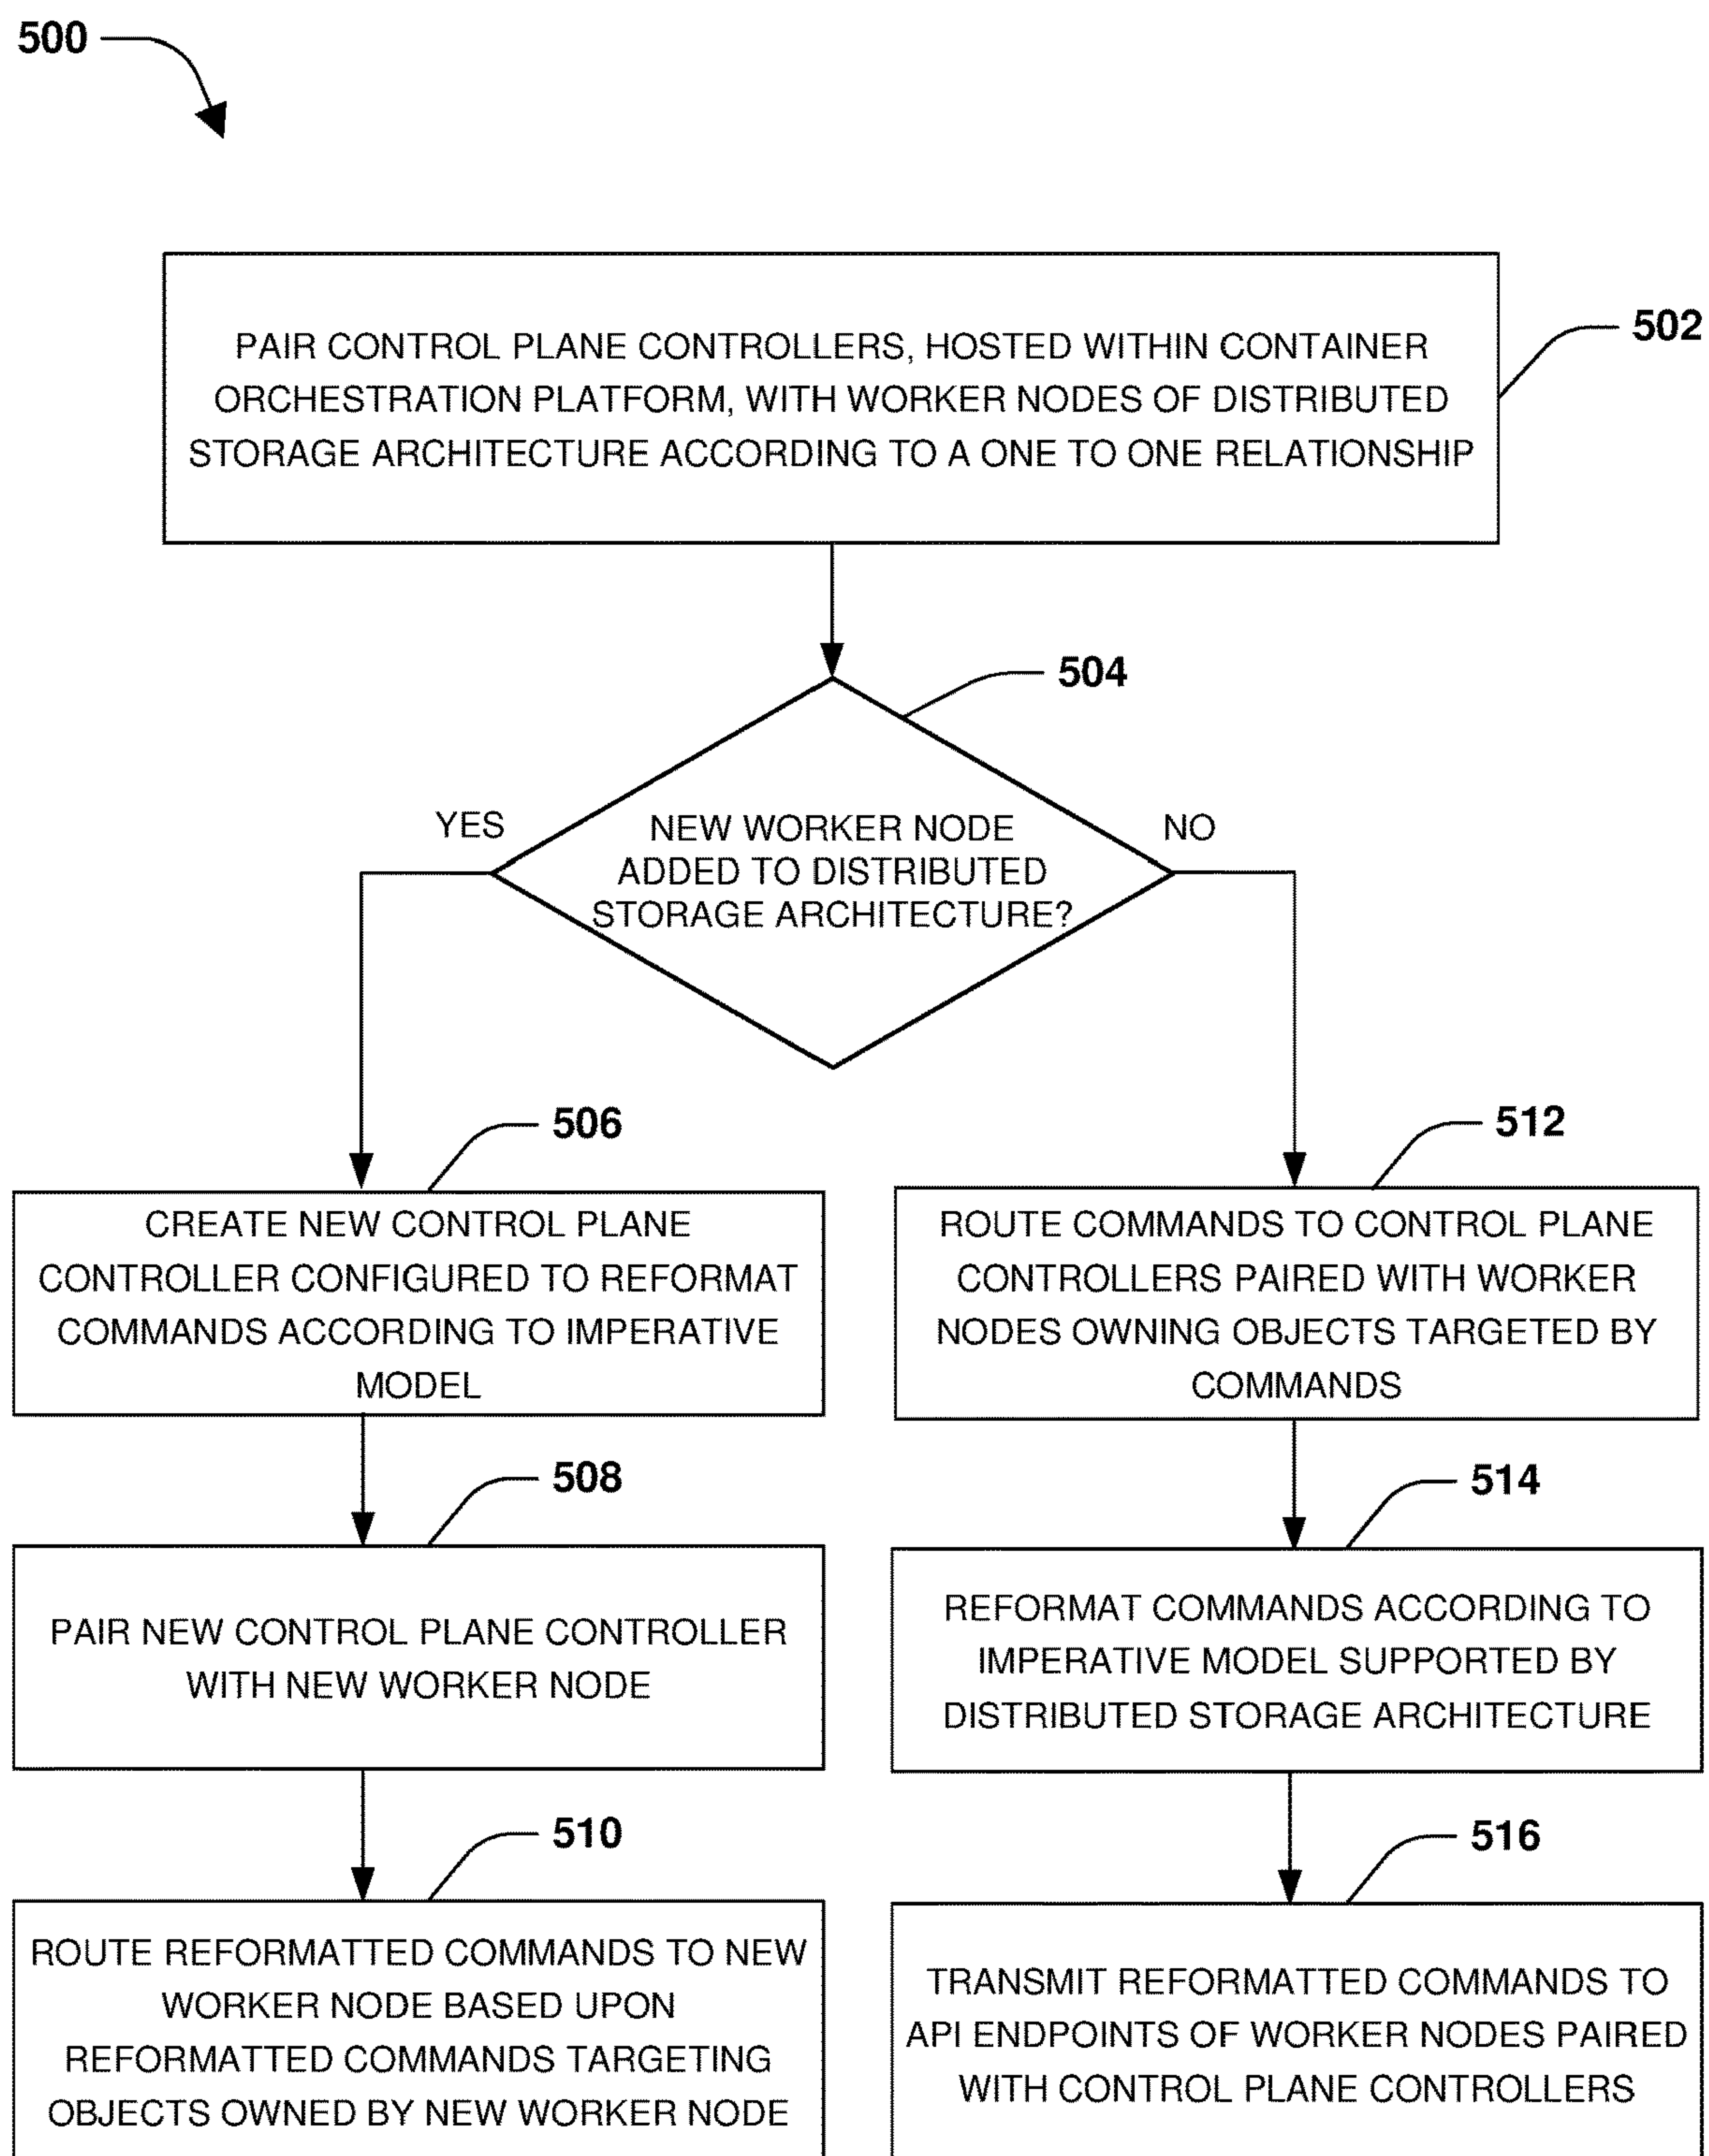 500
PAIR CONTROL PLANE CONTROLLERS, HOSTED WITHIN CONTAINER
ORCHESTRATION PLATFORM, WITH WORKER NODES OF DISTRIBUTED
STORAGE ARCHITECTURE ACCORDING TO A ONE TO ONE RELATIONSHIP
502
504
YES
NEW WORKER NODE
ADDED TO DISTRIBUTED
STORAGE ARCHITECTURE?
NO
506
CREATE NEW CONTROL PLANE
CONTROLLER CONFIGURED TO REFORMAT
COMMANDS ACCORDING TO IMPERATIVE
MODEL
512
ROUTE COMMANDS TO CONTROL PLANE
CONTROLLERS PAIRED WITH WORKER
NODES OWNING OBJECTS TARGETED BY
COMMANDS
508
PAIR NEW CONTROL PLANE CONTROLLER
WITH NEW WORKER NODE
514
REFORMAT COMMANDS ACCORDING TO
IMPERATIVE MODEL SUPPORTED BY
DISTRIBUTED STORAGE ARCHITECTURE
510
ROUTE REFORMATTED COMMANDS TO NEW
WORKER NODE BASED UPON
REFORMATTED COMMANDS TARGETING
OBJECTS OWNED BY NEW WORKER NODE
516
TRANSMIT REFORMATTED COMMANDS TO
API ENDPOINTS OF WORKER NODES PAIRED
WITH CONTROL PLANE CONTROLLERS